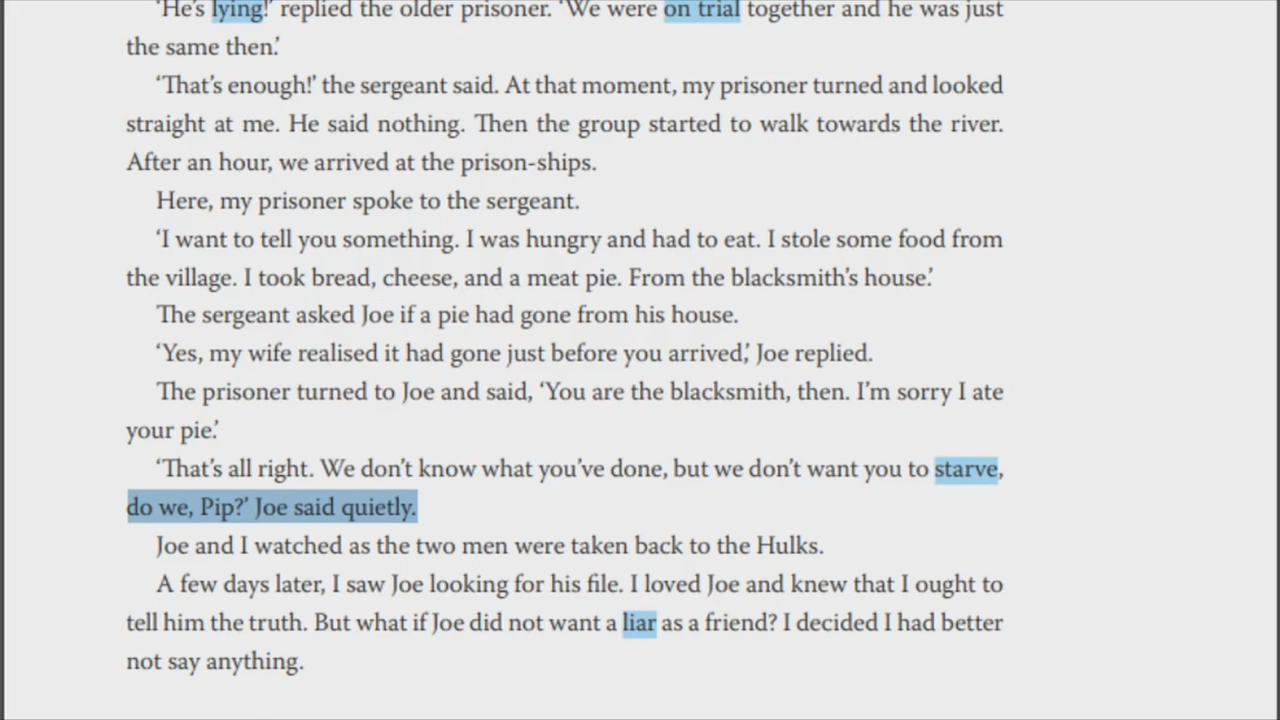 ‘He’s lying!’ replied the older prisoner. ‘We were on trial together and he was just
the same then.’
‘That’s enough!’ the sergeant said. At that moment, my prisoner turned and looked
straight at me. He said nothing. Then the group started to walk towards the river.
After an hour, we arrived at the prison-ships.
Here, my prisoner spoke to the sergeant.
‘I want to tell you something. I was hungry and had to eat. I stole some food from
the village. I took bread, cheese, and a meat pie. From the blacksmith’s house.’
The sergeant asked Joe if a pie had gone from his house.
‘Yes, my wife realised it had gone just before you arrived,’ Joe replied.
The prisoner turned to Joe and said, ‘You are the blacksmith, then. I’m sorry I ate
your pie.’
‘That’s all right. We don’t know what you’ve done, but we don’t want you to starve,
do we, Pip?’ Joe said quietly.
Joe and I watched as the two men were taken back to the Hulks.
A few days later, I saw Joe looking for his file. I loved Joe and knew that I ought to
tell him the truth. But what if Joe did not want a liar as a friend? I decided I had better
not say anything.